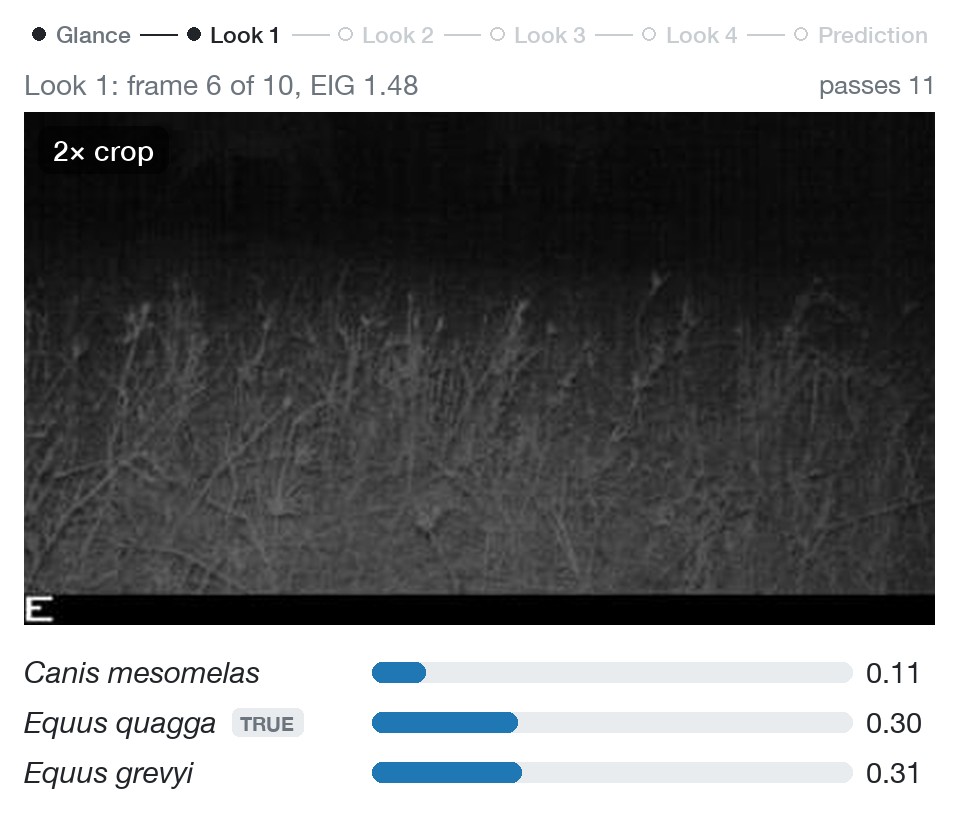 Glance Look 1 Look 2 Look 3 Look 4 Prediction
Look 1: frame 6 of 10, EIG 1.48 passes 11
2× crop
E
Canis mesomelas 0.11
Equus quagga TRUE 0.30
Equus grevyi 0.31